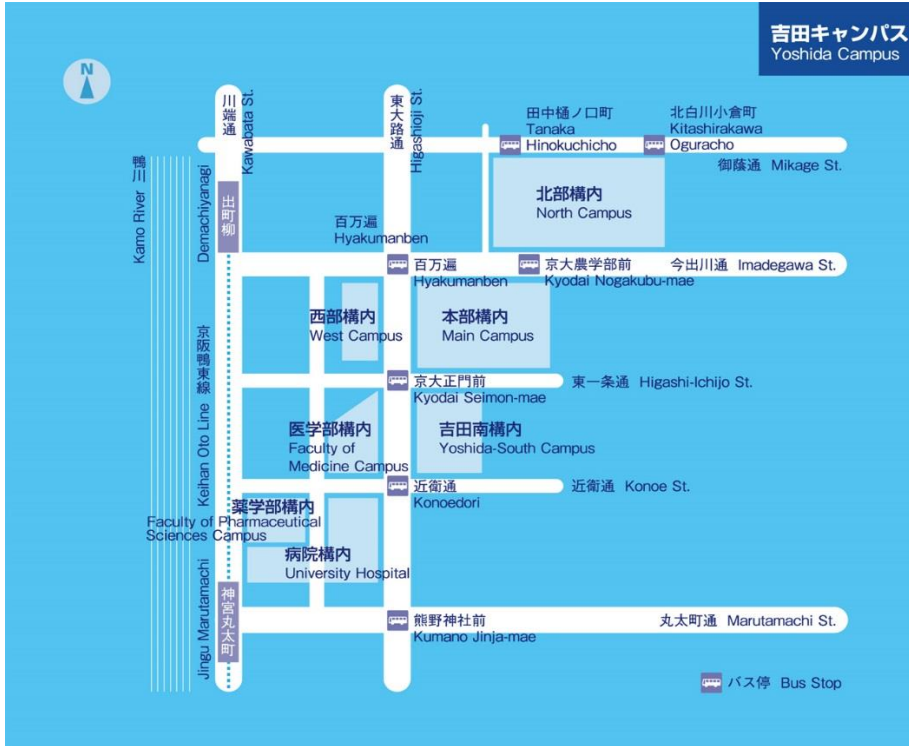 吉田キャンパス
Yoshida Campus
N
川端通
Kawabata St.
東大路通
Higashioji St.
田中樋ノ口町
Tanaka
Hinokuchicho
北白川小倉町
Kitashirakawa
Oguracho
御蔭通 Mikage St.
鴨川
Kamo River
出町柳
Demachiyanagi
北部構内
North Campus
百万遍
Hyakumanben
百万遍
Hyakumanben
京大農学部前
Kyodai Nogakubu-mae
今出川通 Imadegawa St.
西部構内
West Campus
本部構内
Main Campus
京阪鴨東線
Keihan Oto Line
京大正門前
Kyodai Seimon-mae
東一条通 Higashi-Ichijo St.
医学部構内
Faculty of
Medicine Campus
吉田南構内
Yoshida-South Campus
近衛通
Konoedori
近衛通 Konoe St.
薬学部構内
Faculty of Pharmaceutical
Sciences Campus
病院構内
University Hospital
神宮丸太町
Jingu Marutamachi
熊野神社前
Kumano Jinja-mae
丸太町通 Marutamachi St.
バス停 Bus Stop